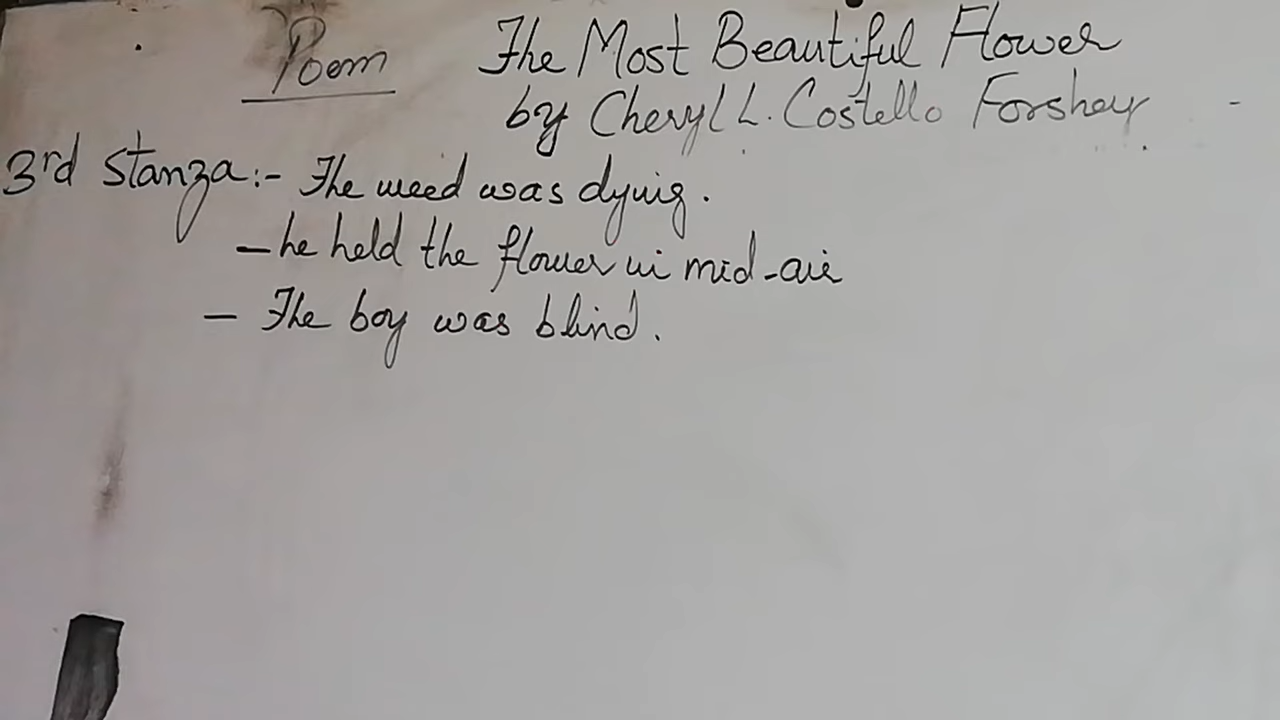 Poem The Most Beautiful Flower
by Cheryl L. Costello Forshey
3rd stanza:- The weed was dying.
- he held the flower in mid-air
- The boy was blind.